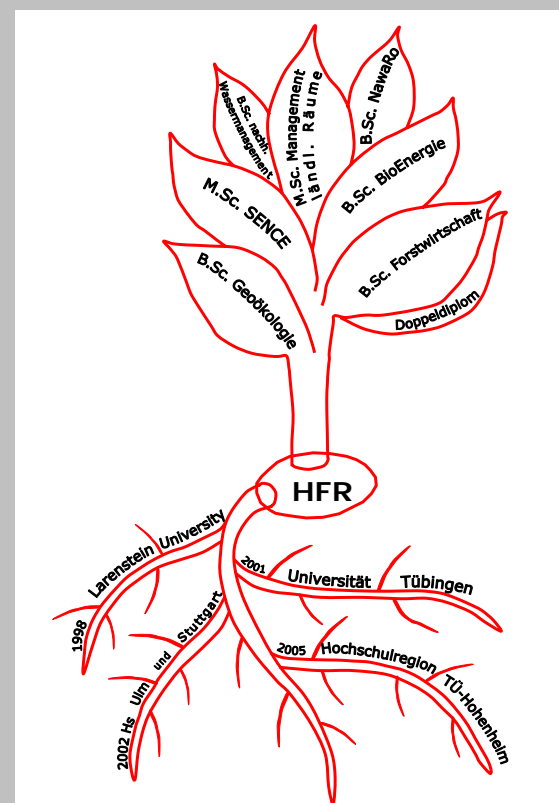 B.Sc. nachh.
Wassermanagement
M.Sc. Management
ländl. Räume
B.Sc. NawaRo
M.Sc. SENCE
B.Sc. BioEnergie
B.Sc. Geoökologie
B.Sc. Forstwirtschaft
Doppeldiplom
HFR
1998 Larenstein University
2001 Universität Tübingen
2002 Hs Ulm und Stuttgart
2005 Hochschulregion TÜ-Hohenheim